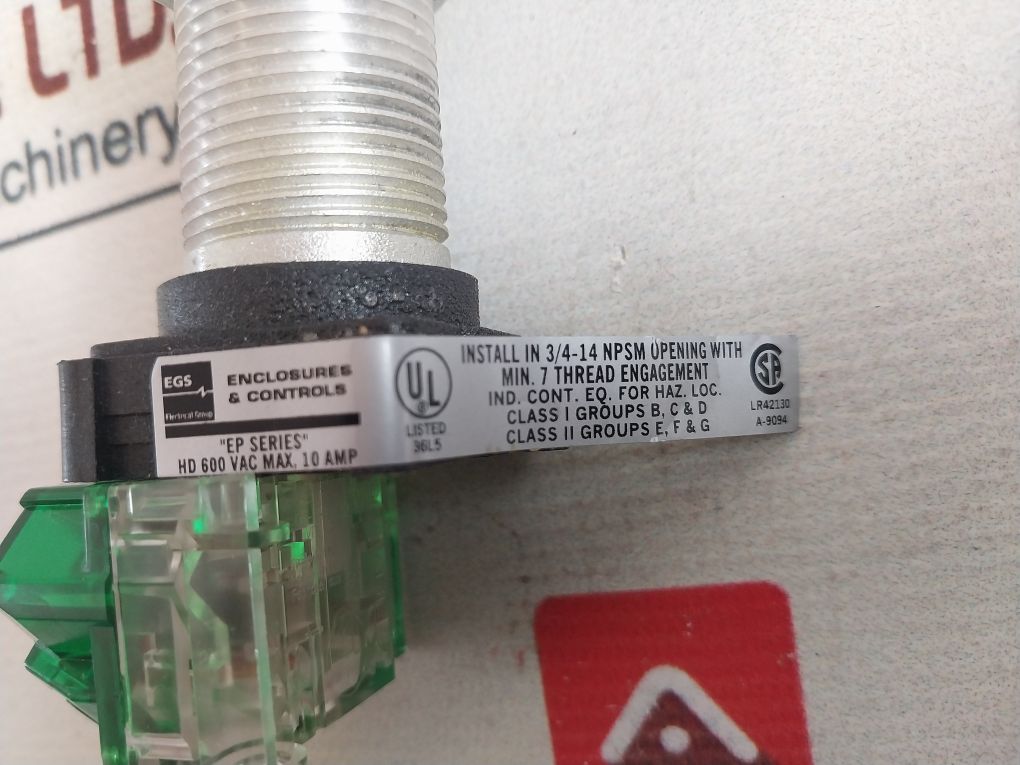 LTD.
chinery
EGS
Electrical Group
ENCLOSURES
& CONTROLS
"EP SERIES"
HD 600 VAC MAX. 10 AMP
UL
LISTED
36L5
INSTALL IN 3/4-14 NPSM OPENING WITH
MIN. 7 THREAD ENGAGEMENT
IND. CONT. EQ. FOR HAZ. LOC.
CLASS I GROUPS B, C & D
CLASS II GROUPS E, F & G
SA
LR42130
A-9094